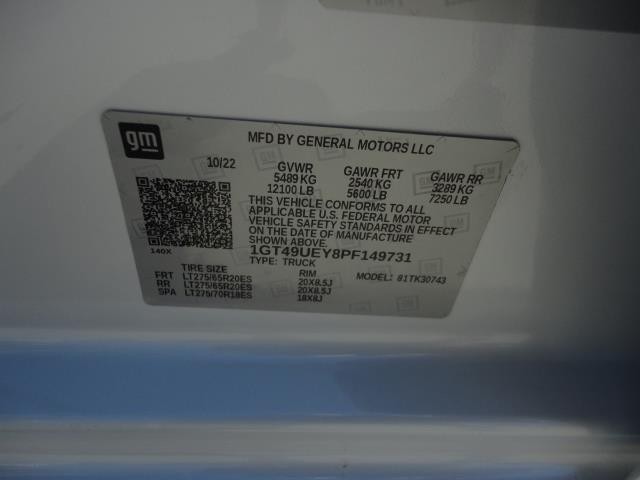 gm
MFD BY GENERAL MOTORS LLC
10/22 GVWR GAWR FRT GAWR RR
5489 KG 2540 KG 3289 KG
12100 LB 5600 LB 7250 LB
THIS VEHICLE CONFORMS TO ALL
APPLICABLE U.S. FEDERAL MOTOR
VEHICLE SAFETY STANDARDS IN EFFECT
ON THE DATE OF MANUFACTURE
SHOWN ABOVE.
140X 1GT49UEY8PF149731
TYPE: TRUCK MODEL: 81TK30743
RIM
FRT LT275/65R20ES 20X8.5J
RR LT275/65R20ES 20X8.5J
SPA LT275/70R18ES 18X8J